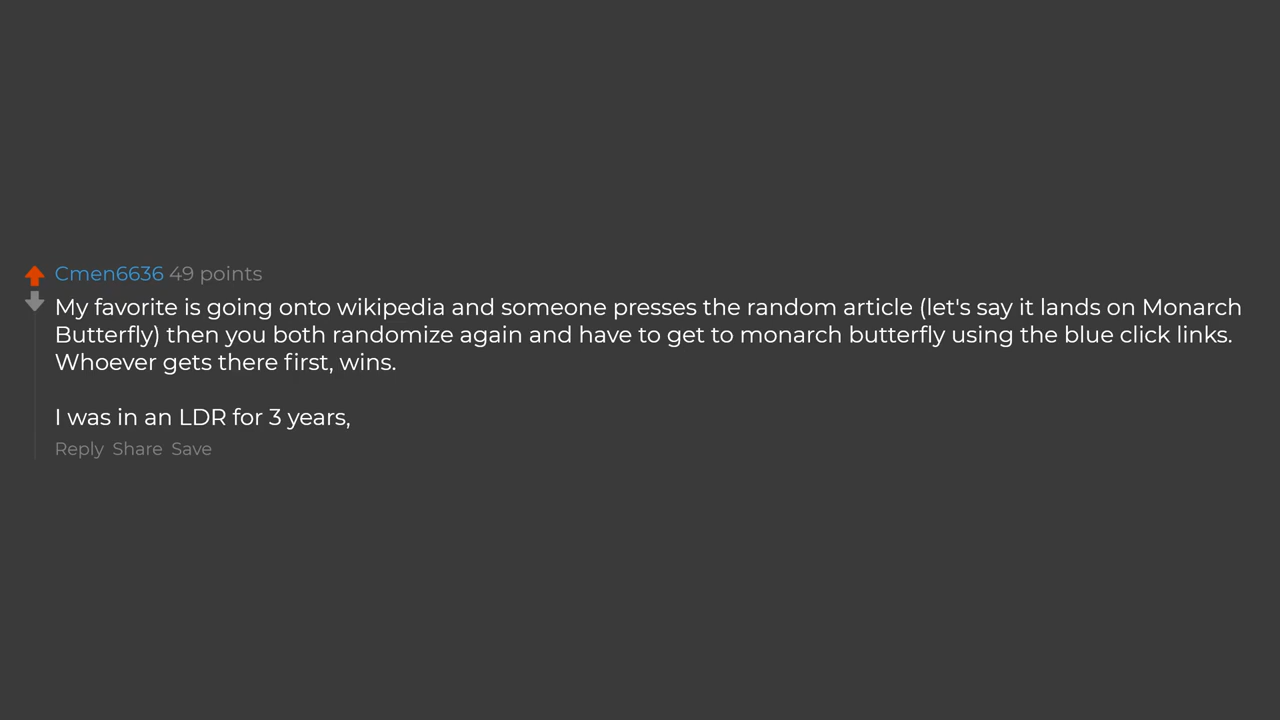 Cmen6636 49 points
My favorite is going onto wikipedia and someone presses the random article (let's say it lands on Monarch
Butterfly) then you both randomize again and have to get to monarch butterfly using the blue click links.
Whoever gets there first, wins.
I was in an LDR for 3 years,
Reply Share Save